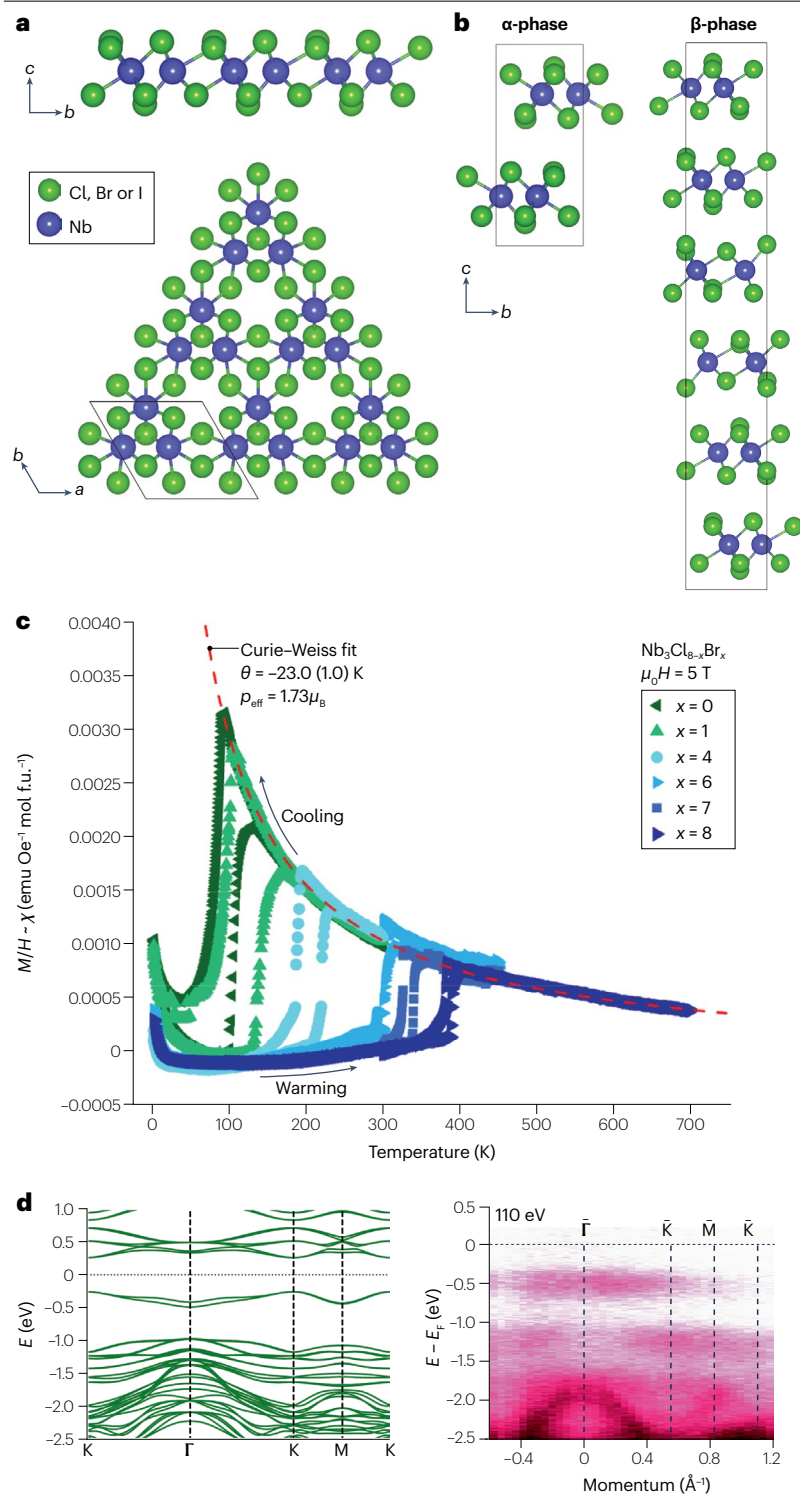 a
c
b
Cl, Br or I
Nb
b
a
b
α-phase
β-phase
c
b
c
0.0040
0.0035
0.0030
0.0025
0.0020
0.0015
0.0010
0.0005
0
−0.0005
M/H ~ χ (emu Oe⁻¹ mol f.u.⁻¹)
Curie–Weiss fit
θ = −23.0 (1.0) K
p_eff = 1.73μ_B
Cooling
Warming
Nb₃Cl₈₋ₓBrₓ
μ₀H = 5 T
x = 0
x = 1
x = 4
x = 6
x = 7
x = 8
0 100 200 300 400 500 600 700
Temperature (K)
d
1.0
0.5
0
−0.5
−1.0
−1.5
−2.0
−2.5
E (eV)
K Γ K M K
110 eV
Γ̄ K̄ M̄ K̄
0.5
0
−0.5
−1.0
−1.5
−2.0
−2.5
E − E_F (eV)
−0.4 0 0.4 0.8 1.2
Momentum (Å⁻¹)